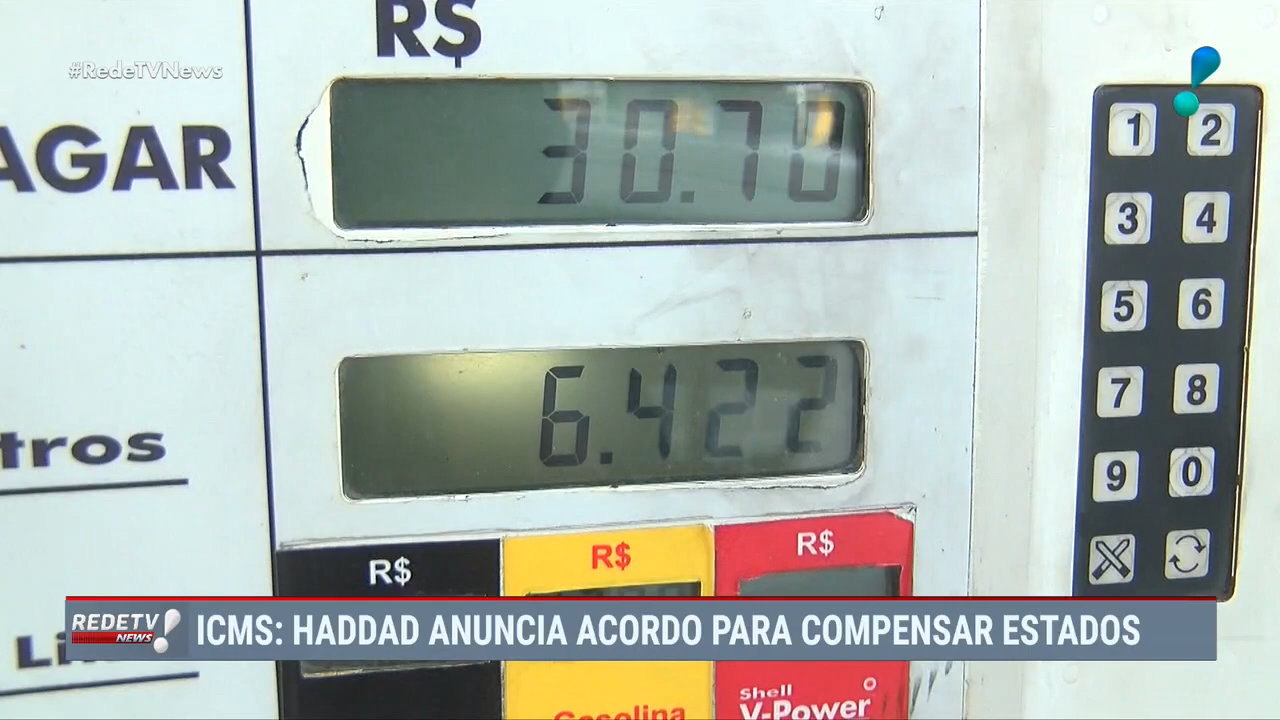 R$
#RedeTVNews
30.70
AGAR
1 2
3 4
5 6
7 8
9 0
6.422
tros
R$
R$
R$
REDETV!
NEWS
ICMS: HADDAD ANUNCIA ACORDO PARA COMPENSAR ESTADOS
Gasolina
Shell
V-Power